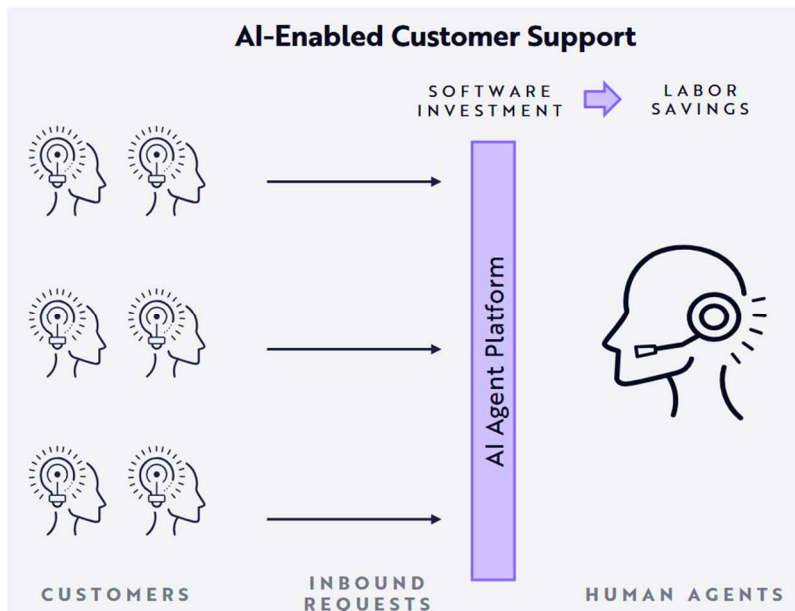 AI-Enabled Customer Support
SOFTWARE
INVESTMENT
LABOR
SAVINGS
AI Agent Platform
CUSTOMERS
INBOUND
REQUESTS
HUMAN AGENTS